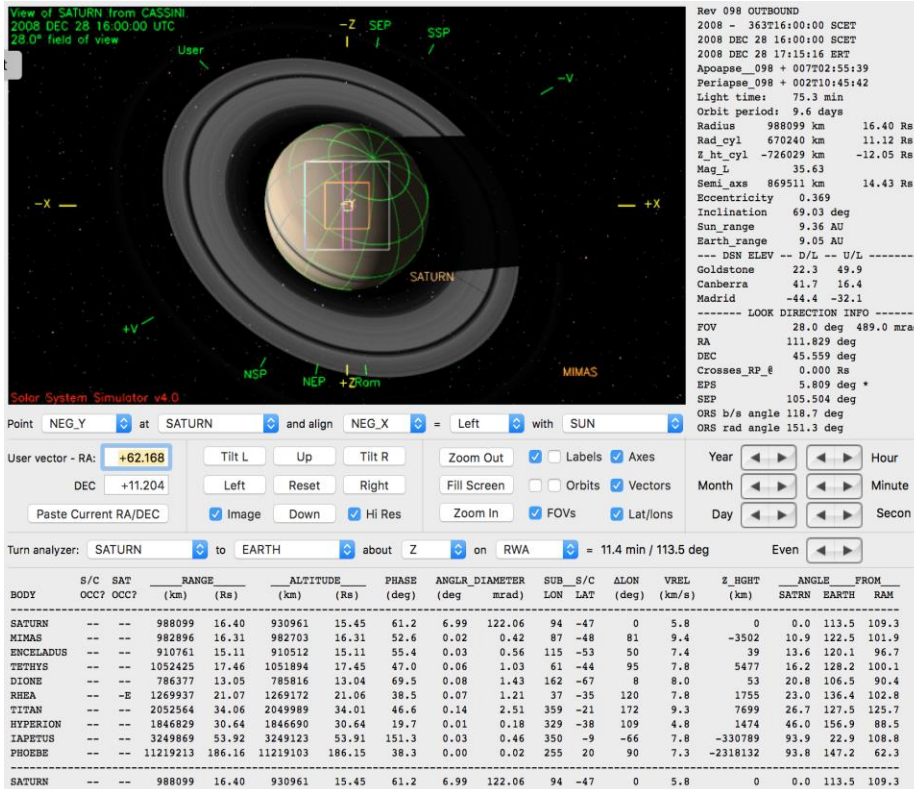 View of SATURN from CASSINI
2008 DEC 28 16:00:00 UTC
28.0° field of view
-Z SEP
SSP
User
-V
-X
+X
-Y
SATURN
+V
NSP
NEP +Z Ram
MIMAS
Solar System Simulator v4.0
Rev 098 OUTBOUND
2008 - 363T16:00:00 SCET
2008 DEC 28 16:00:00 SCET
2008 DEC 28 17:15:16 ERT
Apoapse__098 + 007T02:55:39
Periapse_098 + 002T10:45:42
Light time: 75.3 min
Orbit period: 9.6 days
Radius 988099 km 16.40 Rs
Rad_cyl 670240 km 11.12 Rs
Z_ht_cyl -726029 km -12.05 Rs
Mag_L 35.63
Semi_axs 869511 km 14.43 Rs
Eccentricity 0.369
Inclination 69.03 deg
Sun_range 9.36 AU
Earth_range 9.05 AU
--- DSN ELEV -- D/L -- U/L -------
Goldstone 22.3 49.9
Canberra 41.7 16.4
Madrid -44.4 -32.1
------- LOOK DIRECTION INFO ------
FOV 28.0 deg 489.0 mra
RA 111.829 deg
DEC 45.559 deg
Crosses_RP_@ 0.000 Rs
EPS 5.809 deg *
SEP 105.504 deg
ORS b/s angle 118.7 deg
ORS rad angle 151.3 deg
Point NEG_Y at SATURN and align NEG_X = Left with SUN
User vector - RA: +62.168 Tilt L Up Tilt R Zoom Out Labels Axes Year Hour
DEC +11.204 Left Reset Right Fill Screen Orbits Vectors Month Minute
Paste Current RA/DEC Image Down Hi Res Zoom In FOVs Lat/lons Day Secon
Turn analyzer: SATURN to EARTH about Z on RWA = 11.4 min / 113.5 deg Even
S/C SAT ____RANGE____ ____ALTITUDE____ PHASE ANGLR_DIAMETER SUB__S/C ΔLON VREL Z_HGHT ____ANGLE____FROM____
BODY OCC? OCC? (km) (Rs) (km) (Rs) (deg) (deg mrad) LON LAT (deg) (km/s) (km) SATRN EARTH RAM
SATURN -- -- 988099 16.40 930961 15.45 61.2 6.99 122.06 94 -47 0 5.8 0 0.0 113.5 109.3
MIMAS -- -- 982896 16.31 982703 16.31 52.6 0.02 0.42 87 -48 81 9.4 -3502 10.9 122.5 101.9
ENCELADUS -- -- 910761 15.11 910512 15.11 55.4 0.03 0.56 115 -53 50 7.4 39 13.6 120.1 96.7
TETHYS -- -- 1052425 17.46 1051894 17.45 47.0 0.06 1.03 61 -44 95 7.8 5477 16.2 128.2 100.1
DIONE -- -- 786377 13.05 785816 13.04 69.5 0.08 1.43 162 -67 8 8.0 53 20.8 106.5 90.4
RHEA -- -E 1269937 21.07 1269172 21.06 38.5 0.07 1.21 37 -35 120 7.8 1755 23.0 136.4 102.8
TITAN -- -- 2052564 34.06 2049989 34.01 46.6 0.14 2.51 359 -21 172 9.3 7699 26.7 127.5 125.7
HYPERION -- -- 1846829 30.64 1846690 30.64 19.7 0.01 0.18 329 -38 109 4.8 1474 46.0 156.9 88.5
IAPETUS -- -- 3249869 53.92 3249123 53.91 151.3 0.03 0.46 350 -9 -66 7.8 -330789 93.9 22.9 108.8
PHOEBE -- -- 11219213 186.16 11219103 186.15 38.3 0.00 0.02 255 20 90 7.3 -2318132 93.8 147.2 62.3
SATURN -- -- 988099 16.40 930961 15.45 61.2 6.99 122.06 94 -47 0 5.8 0 0.0 113.5 109.3